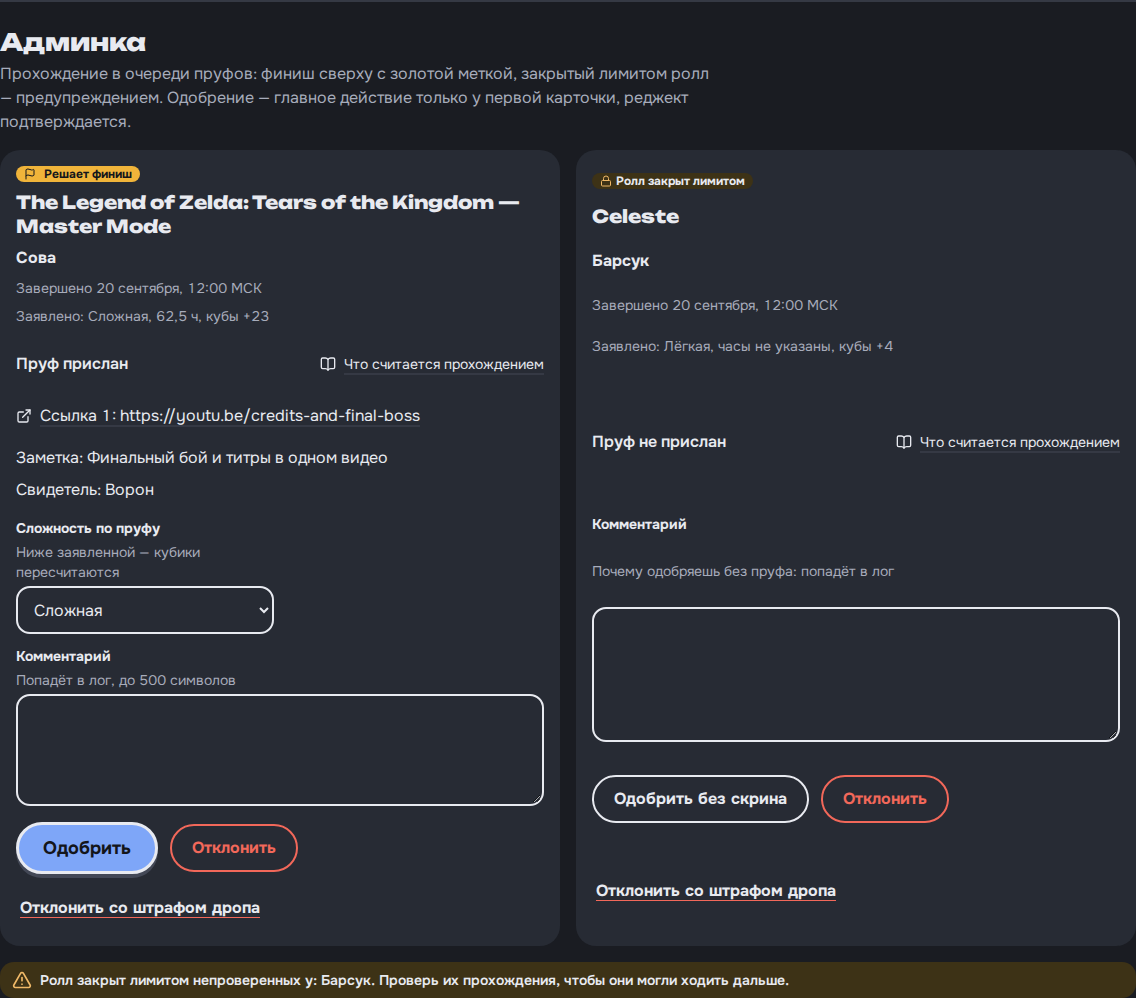 Админка
Прохождение в очереди пруфов: финиш сверху с золотой меткой, закрытый лимитом ролл
— предупреждением. Одобрение — главное действие только у первой карточки, реджект
подтверждается.
Решает финиш
The Legend of Zelda: Tears of the Kingdom —
Master Mode
Сова
Завершено 20 сентября, 12:00 МСК
Заявлено: Сложная, 62,5 ч, кубы +23
Пруф прислан
Что считается прохождением
Ссылка 1: https://youtu.be/credits-and-final-boss
Заметка: Финальный бой и титры в одном видео
Свидетель: Ворон
Сложность по пруфу
Ниже заявленной — кубики
пересчитаются
Сложная
Комментарий
Попадёт в лог, до 500 символов
Одобрить
Отклонить
Отклонить со штрафом дропа
Ролл закрыт лимитом
Celeste
Барсук
Завершено 20 сентября, 12:00 МСК
Заявлено: Лёгкая, часы не указаны, кубы +4
Пруф не прислан
Что считается прохождением
Комментарий
Почему одобряешь без пруфа: попадёт в лог
Одобрить без скрина
Отклонить
Отклонить со штрафом дропа
Ролл закрыт лимитом непроверенных у: Барсук. Проверь их прохождения, чтобы они могли ходить дальше.